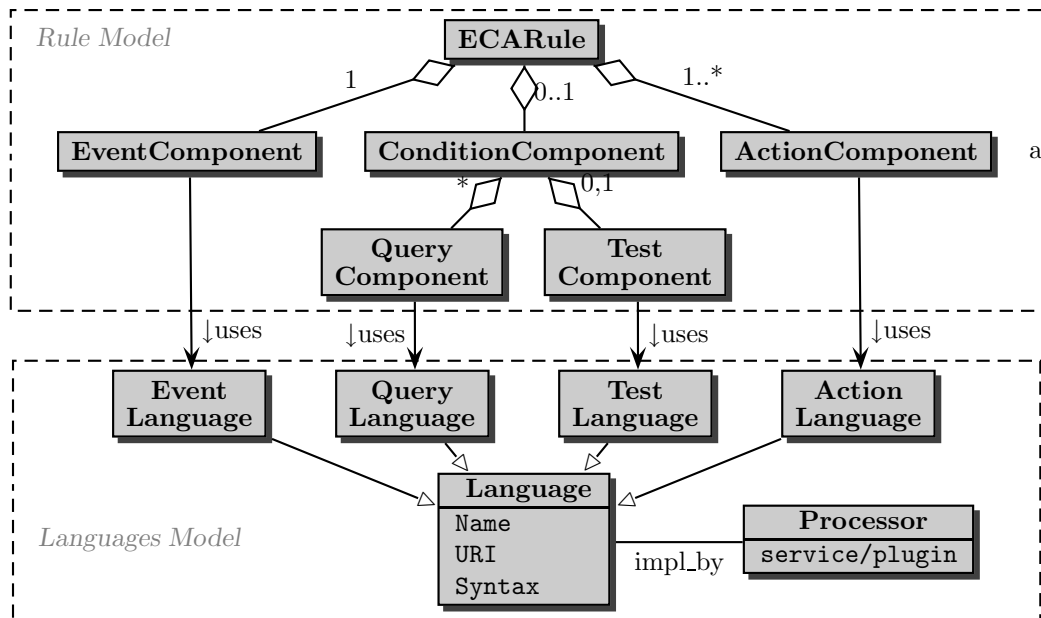 Rule Model
ECARule
1
0..1
1..*
EventComponent
ConditionComponent
ActionComponent
a
*
0,1
Query
Component
Test
Component
↓uses
↓uses
↓uses
↓uses
Event
Language
Query
Language
Test
Language
Action
Language
Language
Name
URI
Syntax
Languages Model
impl_by
Processor
service/plugin